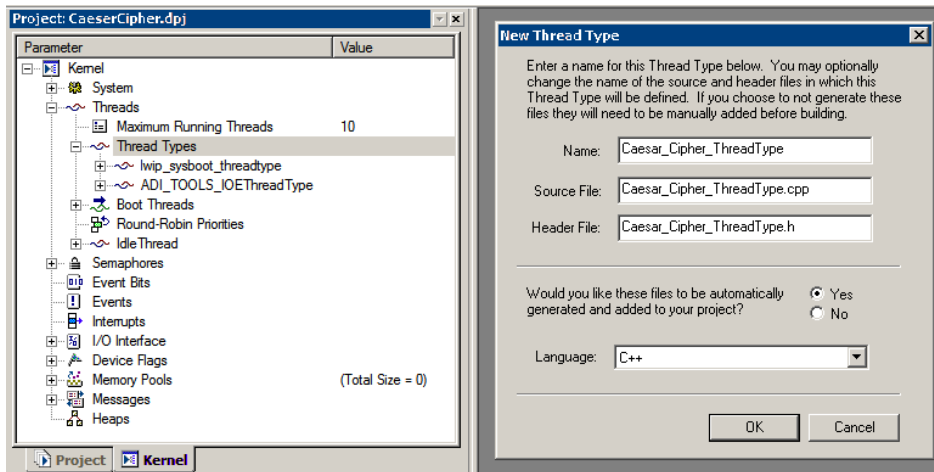 Project: CaeserCipher.dpj
Parameter Value
Kernel
System
Threads
Maximum Running Threads 10
Thread Types
lwip_sysboot_threadtype
ADI_TOOLS_IOEThreadType
Boot Threads
Round-Robin Priorities
IdleThread
Semaphores
Event Bits
Events
Interrupts
I/O Interface
Device Flags
Memory Pools (Total Size = 0)
Messages
Heaps
Project Kernel
New Thread Type
Enter a name for this Thread Type below. You may optionally
change the name of the source and header files in which this
Thread Type will be defined. If you choose to not generate these
files they will need to be manually added before building.
Name: Caesar_Cipher_ThreadType
Source File: Caesar_Cipher_ThreadType.cpp
Header File: Caesar_Cipher_ThreadType.h
Would you like these files to be automatically
generated and added to your project?
Yes
No
Language: C++
OK Cancel